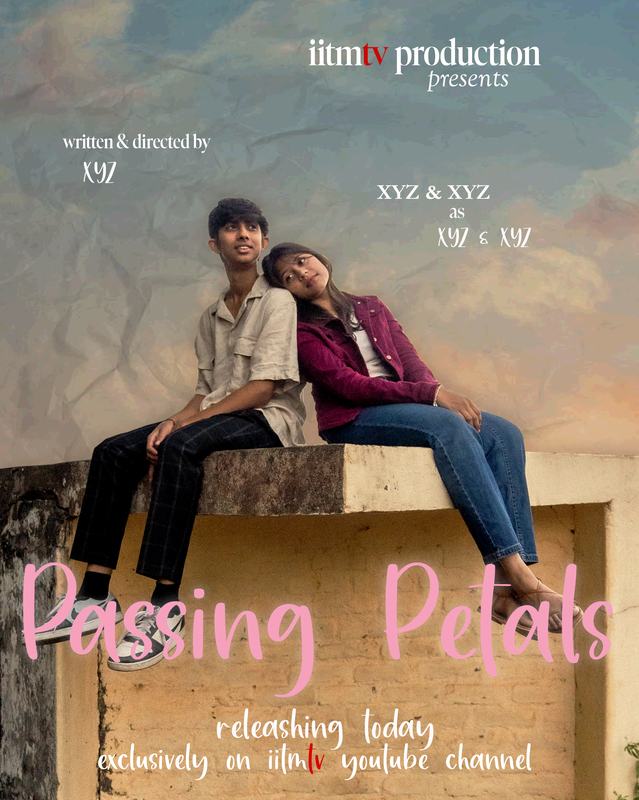 iitmtv production
presents
written & directed by
XYZ
XYZ & XYZ
as
XYZ & XYZ
Passing Petals
releashing today
exclusively on iitmtv youtube channel